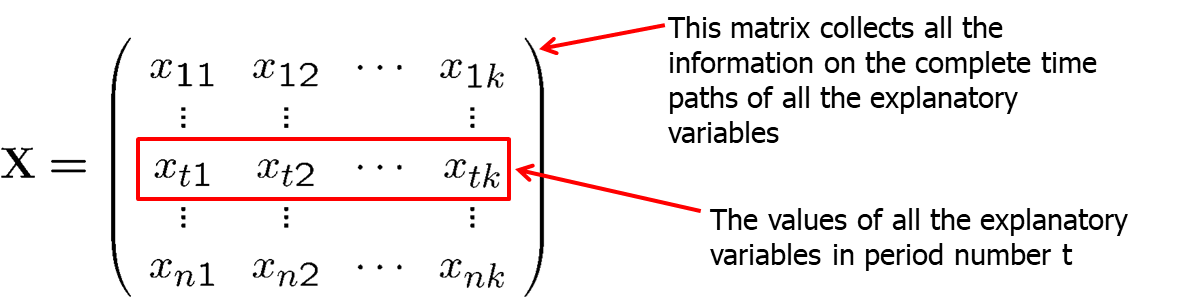 This matrix collects all the
information on the complete time
paths of all the explanatory
variables
x11 x12 ⋯ x1k
⋮ ⋮ ⋮
X = xt1 xt2 ⋯ xtk
⋮ ⋮ ⋮
xn1 xn2 ⋯ xnk
The values of all the explanatory
variables in period number t